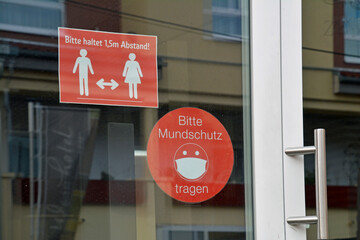 Bitte haltet 1,5m Abstand!
Bitte
Mundschutz
tragen